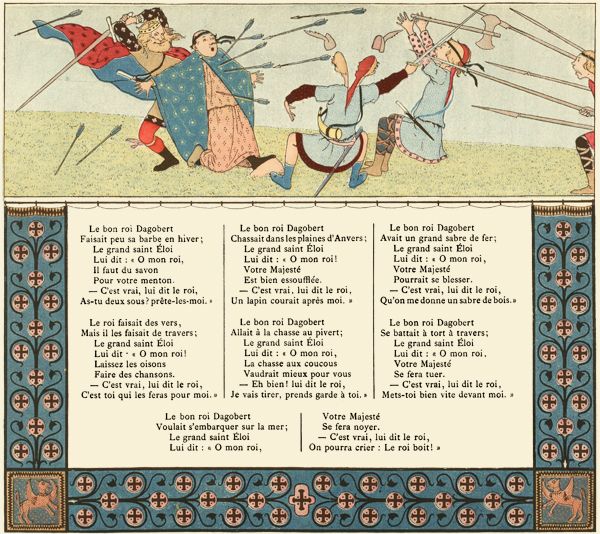 Le bon roi Dagobert
Faisait peu sa barbe en hiver;
Le grand saint Éloi
Lui dit : « O mon roi,
Il faut du savon
Pour votre menton.
— C'est vrai, lui dit le roi,
As-tu deux sous? prête-les-moi. »
Le roi faisait des vers,
Mais il les faisait de travers;
Le grand saint Éloi
Lui dit · « O mon roi!
Laissez les oisons
Faire des chansons.
— C'est vrai, lui dit le roi,
C'est toi qui les feras pour moi. »
Le bon roi Dagobert
Chassait dans les plaines d'Anvers;
Le grand saint Éloi
Lui dit : « O mon roi!
Votre Majesté
Est bien essoufflée.
— C'est vrai, lui dit le roi,
Un lapin courait après moi. »
Le bon roi Dagobert
Allait à la chasse au pivert;
Le grand saint Éloi
Lui dit : « O mon roi,
La chasse aux coucous
Vaudrait mieux pour vous
— Eh bien! lui dit le roi,
Je vais tirer, prends garde à toi. »
Le bon roi Dagobert
Avait un grand sabre de fer;
Le grand saint Éloi
Lui dit : « O mon roi,
Votre Majesté
Pourrait se blesser.
— C'est vrai, lui dit le roi,
Qu'on me donne un sabre de bois. »
Le bon roi Dagobert
Se battait à tort à travers;
Le grand saint Éloi
Lui dit : « O mon roi,
Votre Majesté
Se fera tuer.
— C'est vrai, lui dit le roi,
Mets-toi bien vite devant moi. »
Le bon roi Dagobert
Voulait s'embarquer sur la mer;
Le grand saint Éloi
Lui dit : « O mon roi,
Votre Majesté
Se fera noyer.
— C'est vrai, lui dit le roi,
On pourra crier : Le roi boit! »